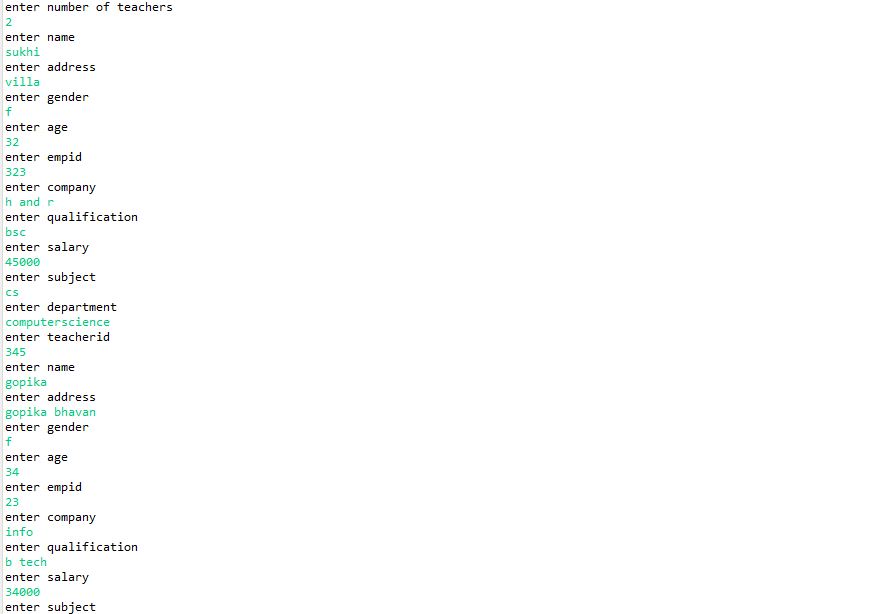 enter number of teachers
2
enter name
sukhi
enter address
villa
enter gender
f
enter age
32
enter empid
323
enter company
h and r
enter qualification
bsc
enter salary
45000
enter subject
cs
enter department
computerscience
enter teacherid
345
enter name
gopika
enter address
gopika bhavan
enter gender
f
enter age
34
enter empid
23
enter company
info
enter qualification
b tech
enter salary
34000
enter subject